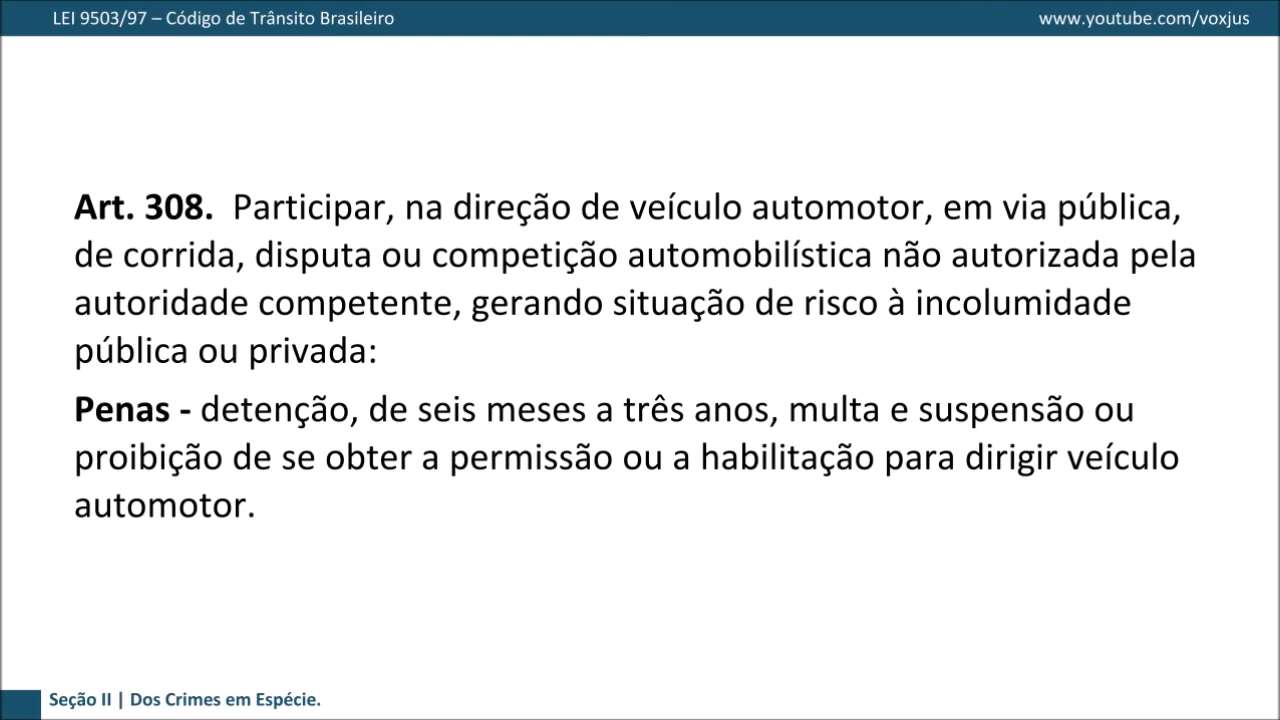 LEI 9503/97 – Código de Trânsito Brasileiro
www.youtube.com/voxjus
Art. 308. Participar, na direção de veículo automotor, em via pública,
de corrida, disputa ou competição automobilística não autorizada pela
autoridade competente, gerando situação de risco à incolumidade
pública ou privada:
Penas - detenção, de seis meses a três anos, multa e suspensão ou
proibição de se obter a permissão ou a habilitação para dirigir veículo
automotor.
Seção II | Dos Crimes em Espécie.